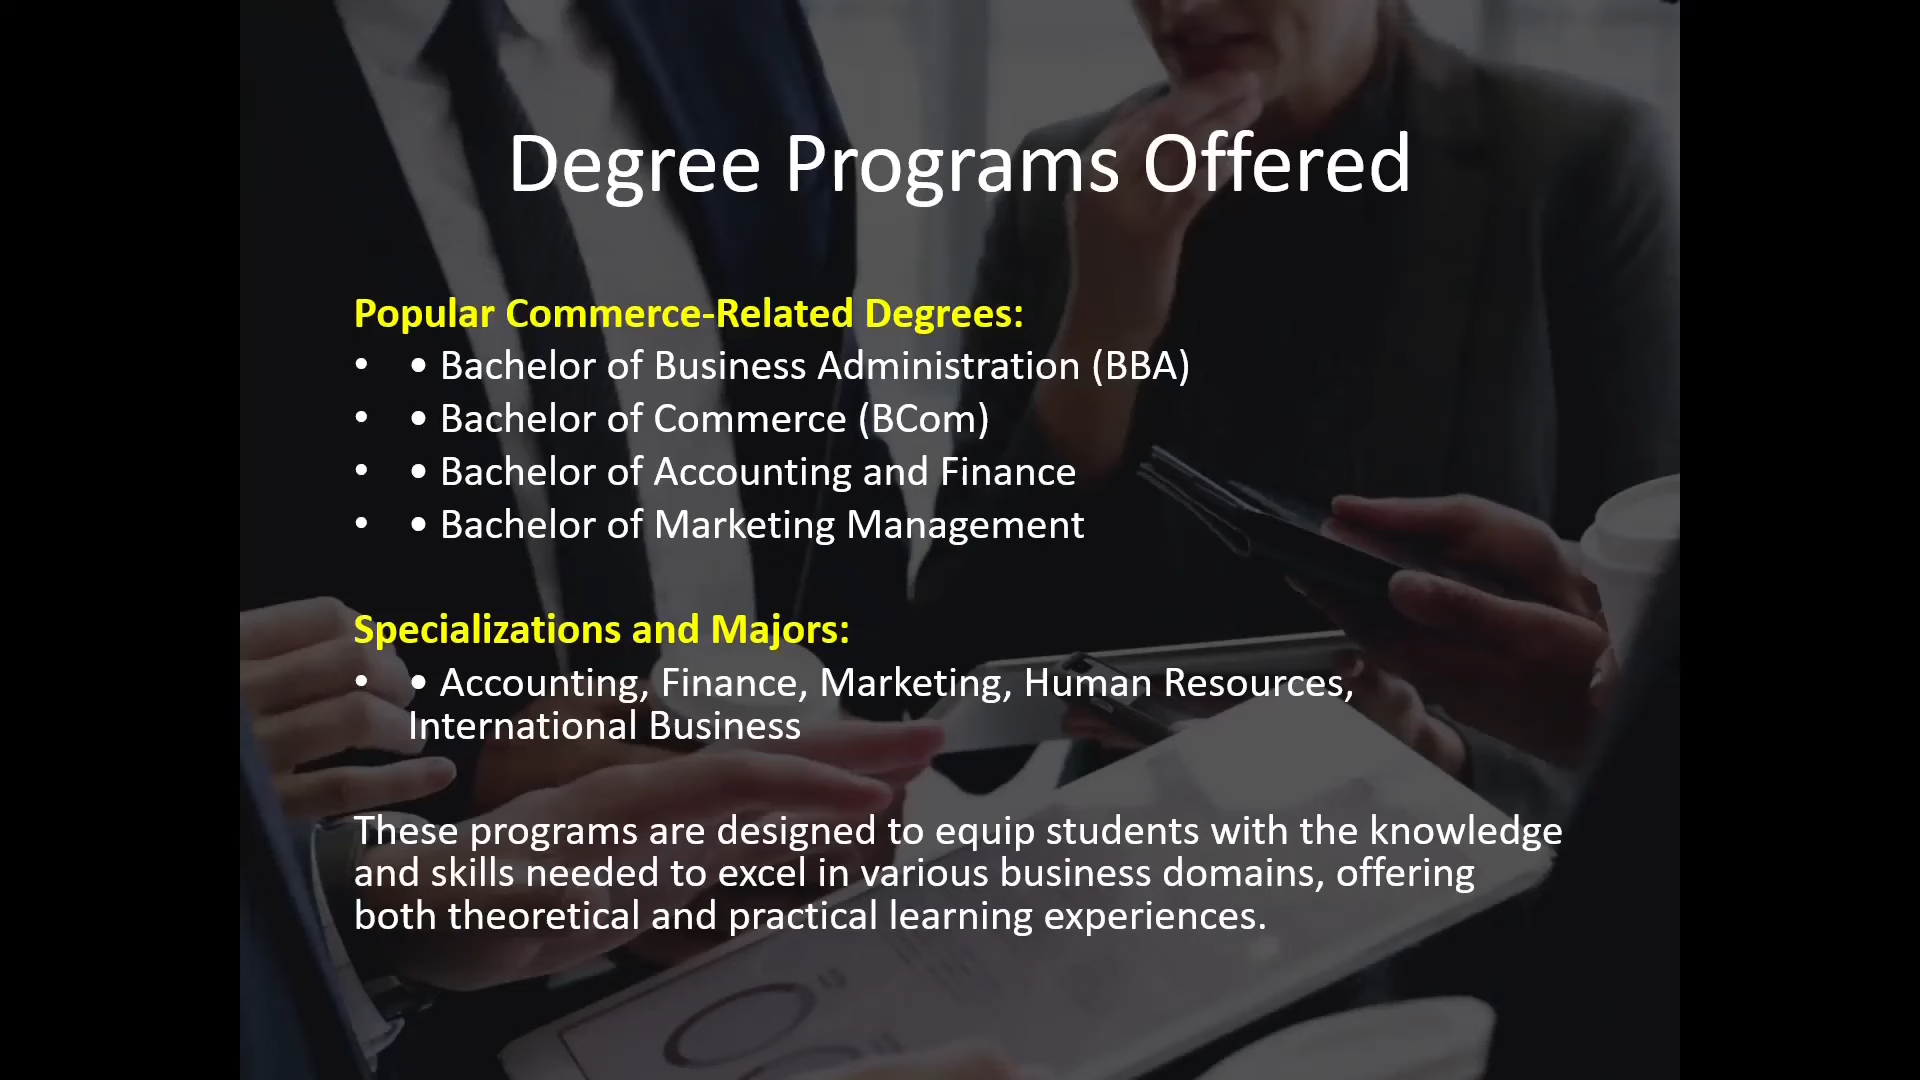 Degree Programs Offered
Popular Commerce-Related Degrees:
• • Bachelor of Business Administration (BBA)
• • Bachelor of Commerce (BCom)
• • Bachelor of Accounting and Finance
• • Bachelor of Marketing Management
Specializations and Majors:
• • Accounting, Finance, Marketing, Human Resources,
International Business
These programs are designed to equip students with the knowledge
and skills needed to excel in various business domains, offering
both theoretical and practical learning experiences.